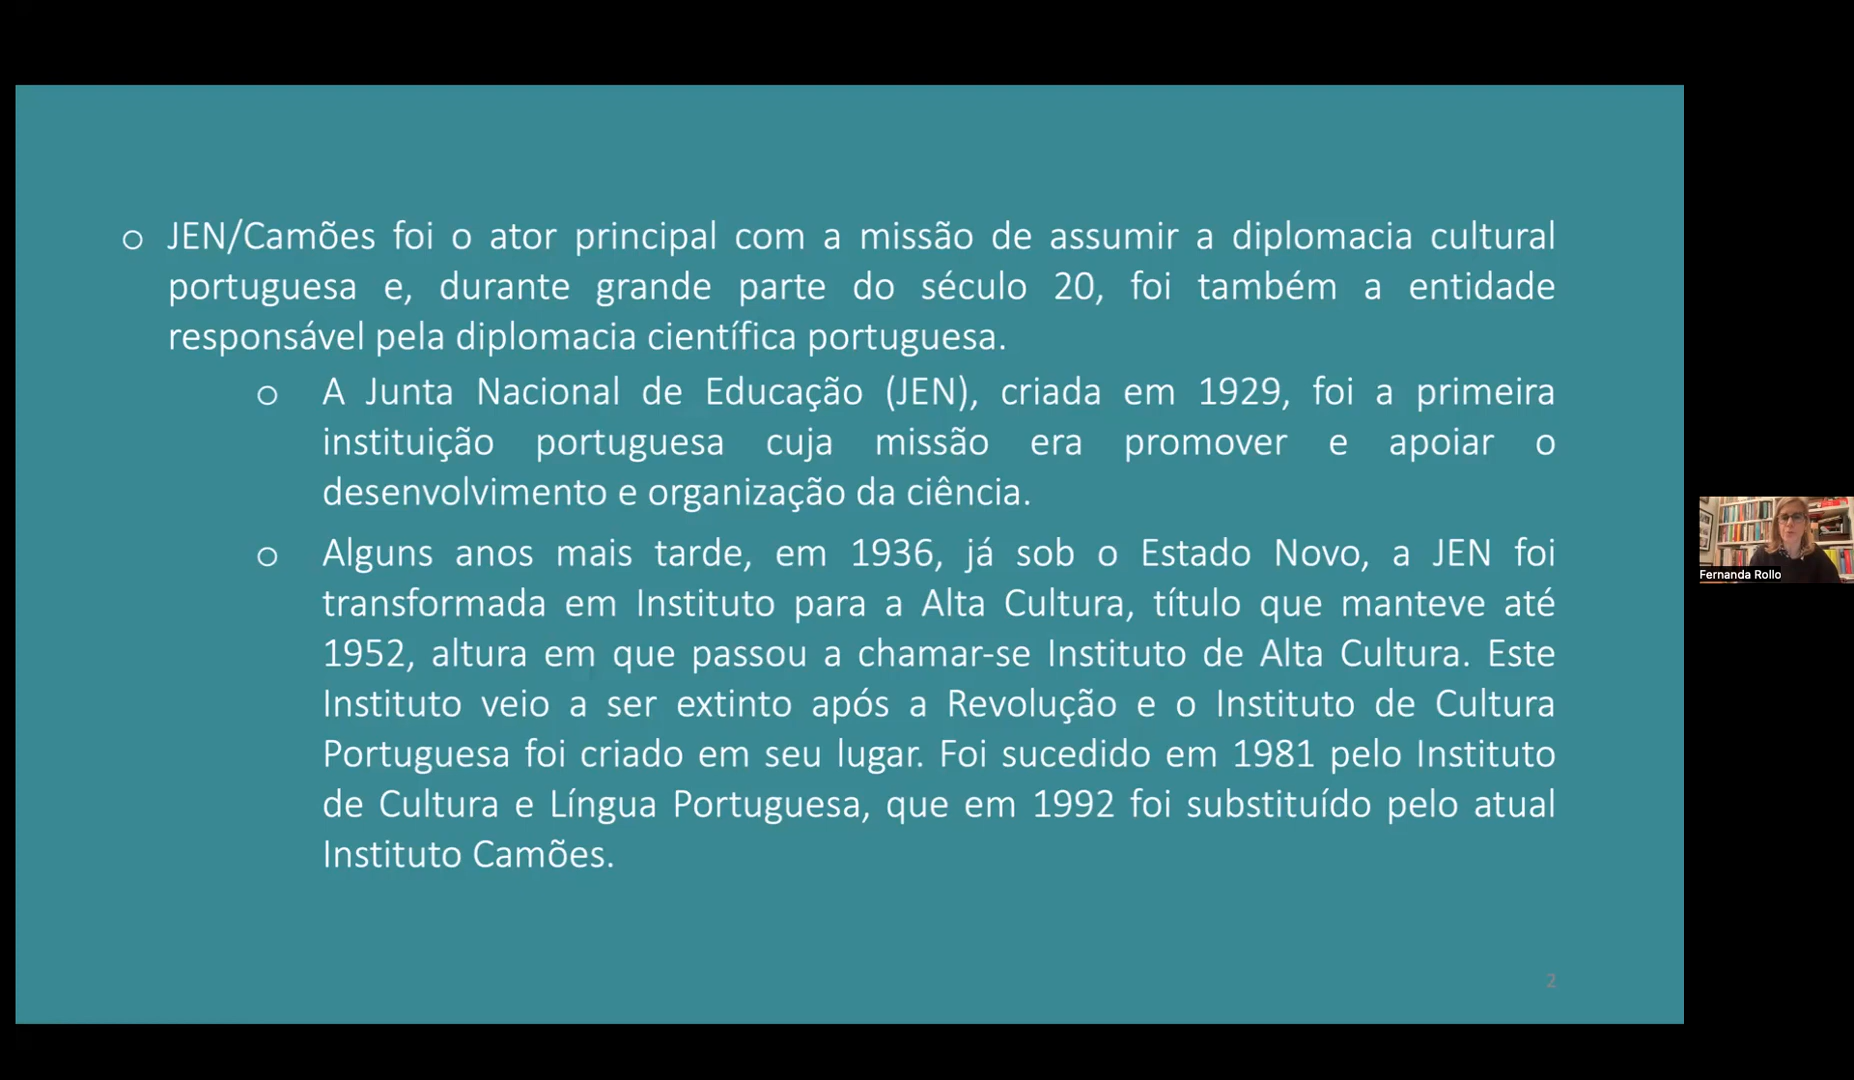 ○ JEN/Camões foi o ator principal com a missão de assumir a diplomacia cultural
portuguesa e, durante grande parte do século 20, foi também a entidade
responsável pela diplomacia científica portuguesa.
○ A Junta Nacional de Educação (JEN), criada em 1929, foi a primeira
instituição portuguesa cuja missão era promover e apoiar o
desenvolvimento e organização da ciência.
○ Alguns anos mais tarde, em 1936, já sob o Estado Novo, a JEN foi
transformada em Instituto para a Alta Cultura, título que manteve até
1952, altura em que passou a chamar-se Instituto de Alta Cultura. Este
Instituto veio a ser extinto após a Revolução e o Instituto de Cultura
Portuguesa foi criado em seu lugar. Foi sucedido em 1981 pelo Instituto
de Cultura e Língua Portuguesa, que em 1992 foi substituído pelo atual
Instituto Camões.
2
Fernanda Rollo